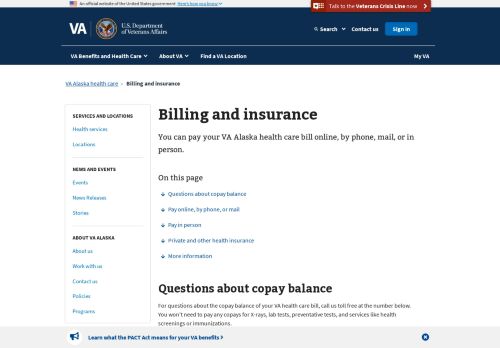 An official website of the United States government Here's how you know
Talk to the Veterans Crisis Line now
VA
U.S. Department
of Veterans Affairs
Search
Contact us
Sign in
VA Benefits and Health Care
About VA
Find a VA Location
My VA
VA Alaska health care › Billing and insurance
SERVICES AND LOCATIONS
Health services
Locations
NEWS AND EVENTS
Events
News Releases
Stories
ABOUT VA ALASKA
About us
Work with us
Contact us
Policies
Programs
Billing and insurance
You can pay your VA Alaska health care bill online, by phone, mail, or in
person.
On this page
Questions about copay balance
Pay online, by phone, or mail
Pay in person
Private and other health insurance
More information
Questions about copay balance
For questions about the copay balance of your VA health care bill, call us toll free at the number below.
You won't need to pay any copays for X-rays, lab tests, preventative tests, and services like health
screenings or immunizations.
Learn what the PACT Act means for your VA benefits